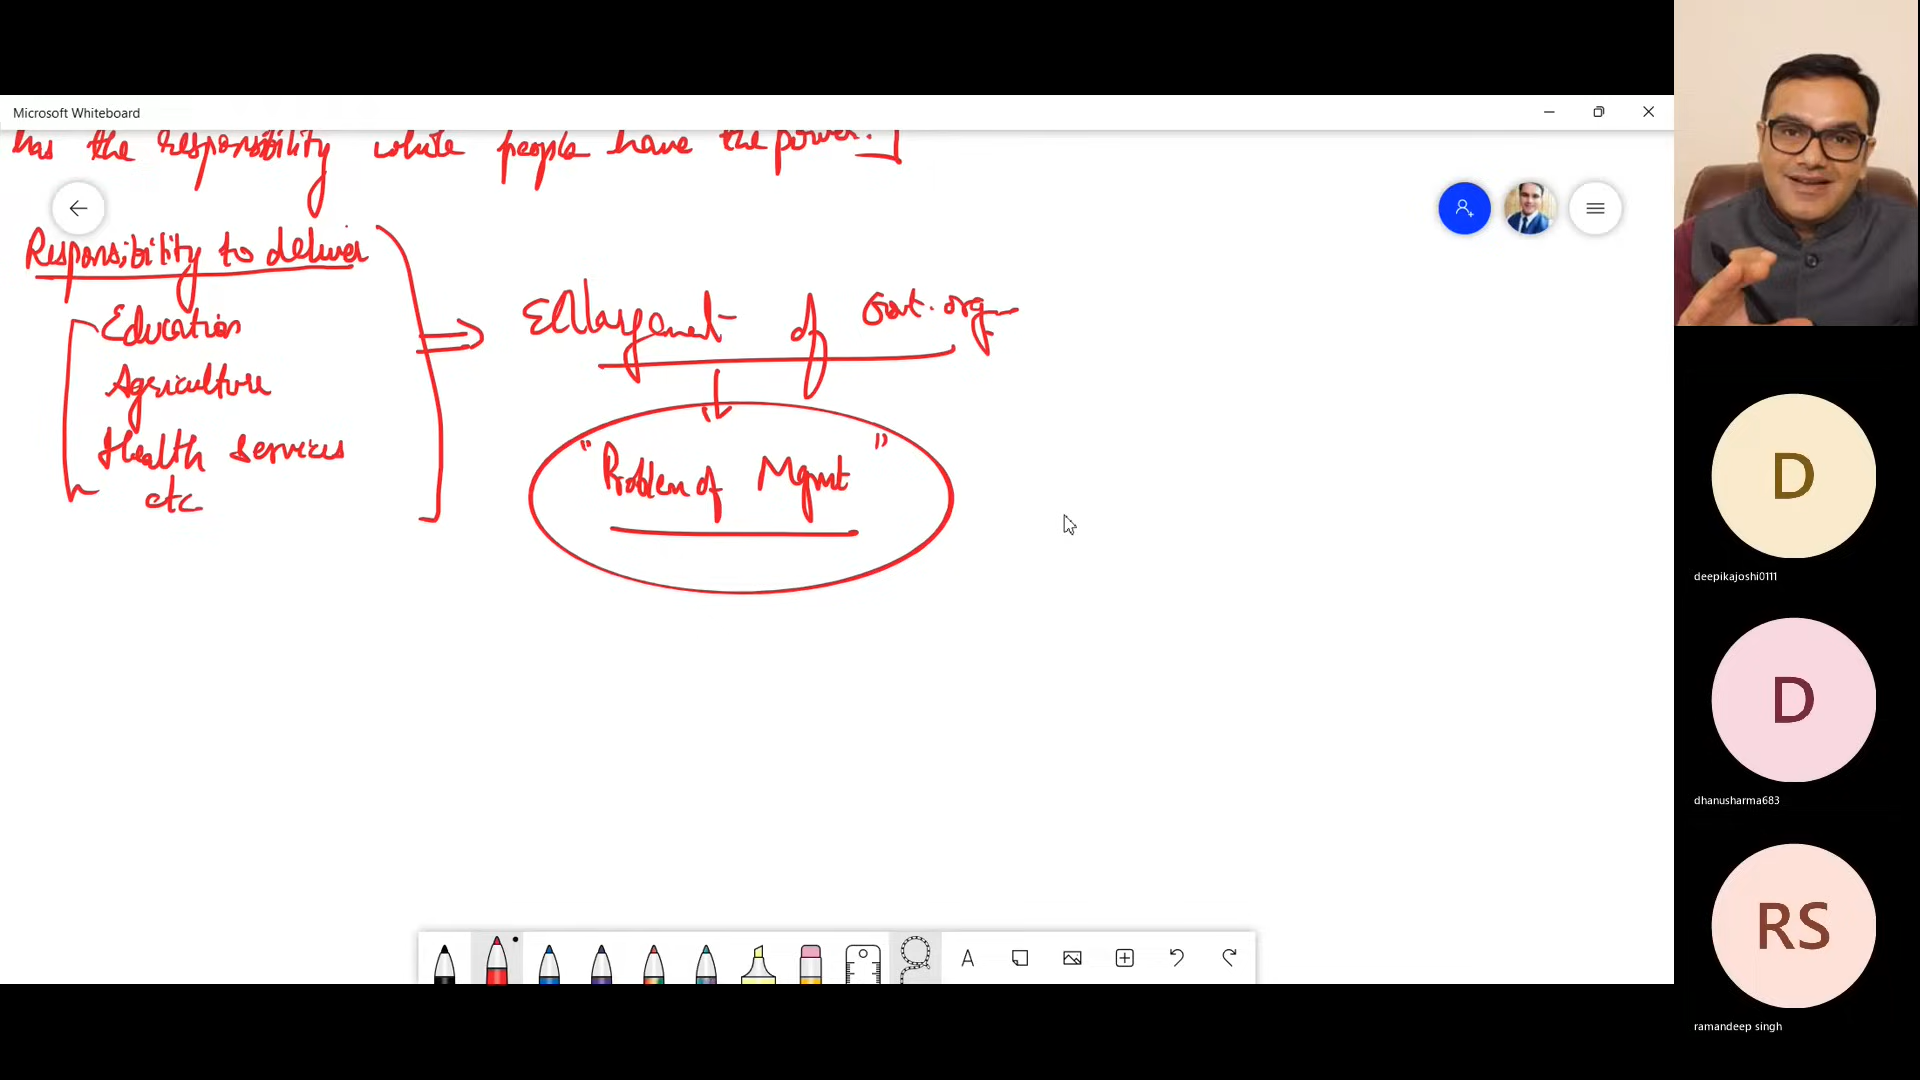 Microsoft Whiteboard
has the responsibility while people have the power.]
Responsibility to deliver
Education
Agriculture
Health Services
etc
Enlargement of Govt. org
"Problem of Mgmt"
A
D
deepikajoshi0111
D
dhanusharma683
RS
ramandeep singh